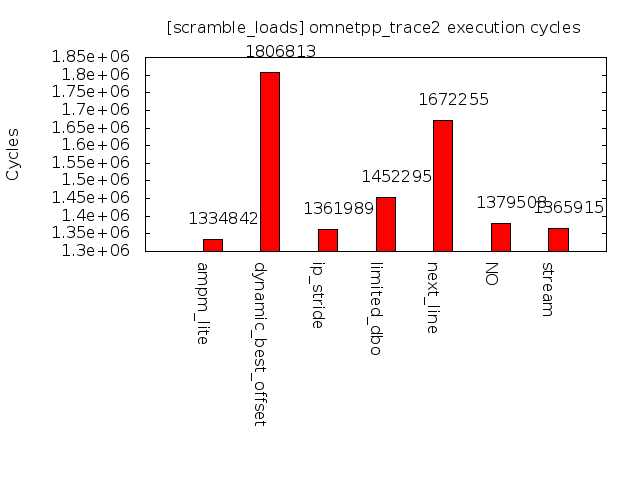 [scramble_loads] omnetpp_trace2 execution cycles
1.85e+06
1.8e+06
1.75e+06
1.7e+06
1.65e+06
1.6e+06
1.55e+06
1.5e+06
1.45e+06
1.4e+06
1.35e+06
1.3e+06
Cycles
1334842
1806813
1361989
1452295
1672255
1379508
1365915
ampm_lite
dynamic_best_offset
ip_stride
limited_dbo
next_line
NO
stream